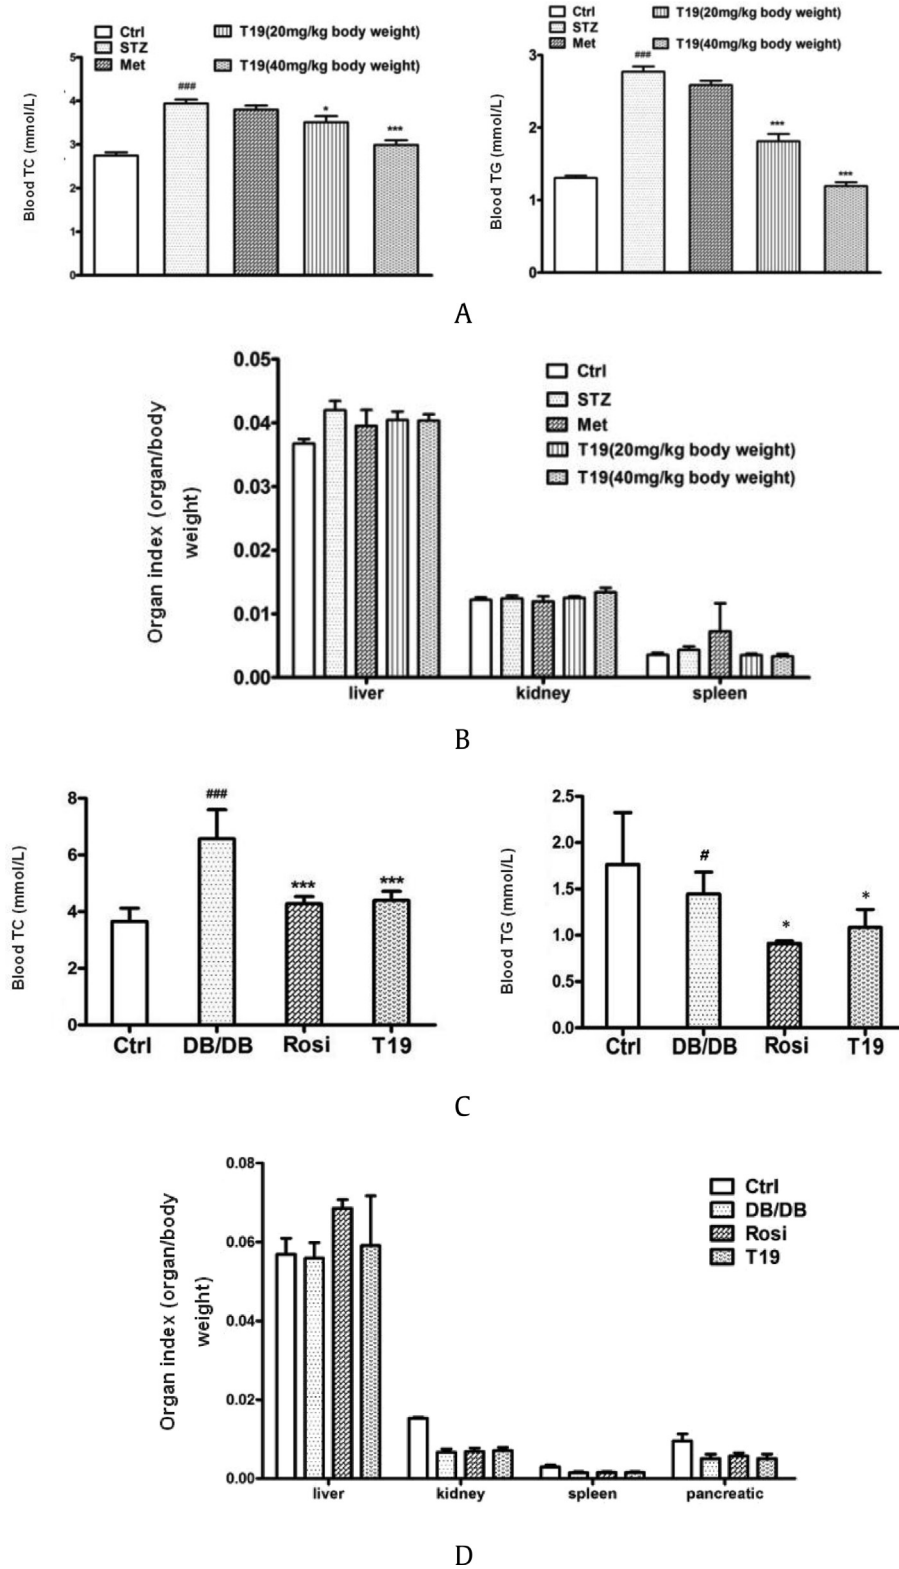 Ctrl
STZ
Met
T19(20mg/kg body weight)
T19(40mg/kg body weight)
Blood TC (mmol/L)
5
4
3
2
1
0
###
*
***
Ctrl
STZ
Met
T19(20mg/kg body weight)
T19(40mg/kg body weight)
Blood TG (mmol/L)
3
2
1
0
###
***
***
A
Organ index (organ/body
weight)
0.05
0.04
0.03
0.02
0.01
0.00
Ctrl
STZ
Met
T19(20mg/kg body weight)
T19(40mg/kg body weight)
liver
kidney
spleen
B
Blood TC (mmol/L)
8
6
4
2
0
###
***
***
Ctrl
DB/DB
Rosi
T19
Blood TG (mmol/L)
2.5
2.0
1.5
1.0
0.5
0.0
#
*
*
Ctrl
DB/DB
Rosi
T19
C
Organ index (organ/body
weight)
0.08
0.06
0.04
0.02
0.00
Ctrl
DB/DB
Rosi
T19
liver
kidney
spleen
pancreatic
D